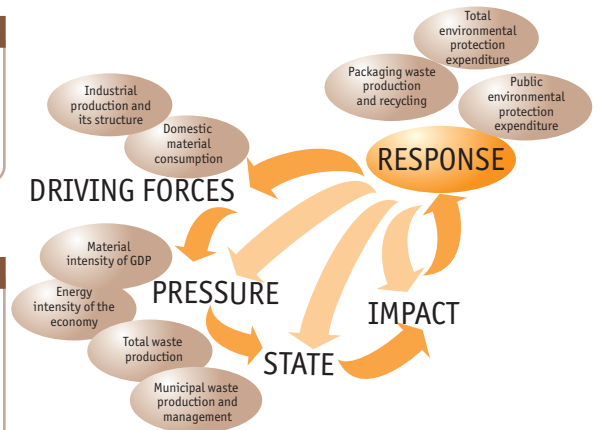 Total
environmental
protection
expenditure
Packaging waste
production
and recycling
Public
environmental
protection
expenditure
Industrial
production and
its structure
Domestic
material
consumption
RESPONSE
DRIVING FORCES
Material
intensity of GDP
Energy
intensity of the
economy
PRESSURE
IMPACT
Total waste
production
STATE
Municipal waste
production and
management